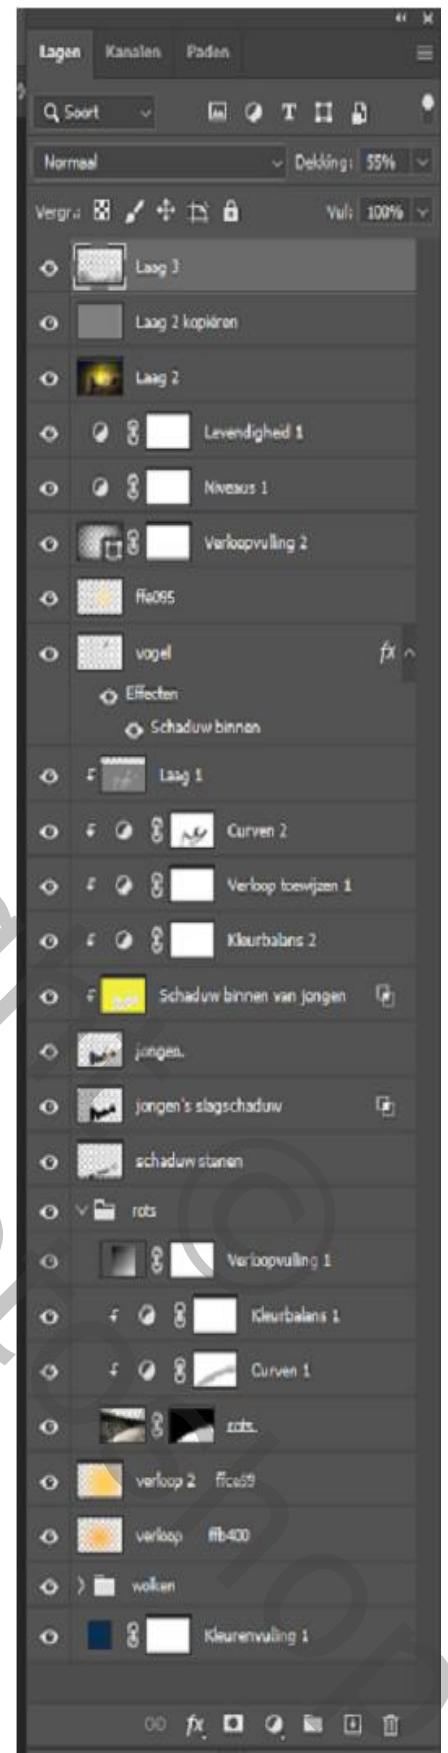 Lagen Kanalen Paden
Soort
Normaal Dekking: 55%
Vergr.: Vul: 100%
Laag 3
Laag 2 kopiëren
Laag 2
Levendigheid 1
Niveaus 1
Verloopvulling 2
ffe095
vogel fx
Effecten
Schaduw binnen
Laag 1
Curven 2
Verloop toewijzen 1
Kleurbalans 2
Schaduw binnen van jongen
jongen.
jongen's slagschaduw
schaduw stenen
rots
Verloopvulling 1
Kleurbalans 1
Curven 1
rots.
verloop 2 ffce59
verloop ffb400
wolken
Kleurenvulling 1
fx